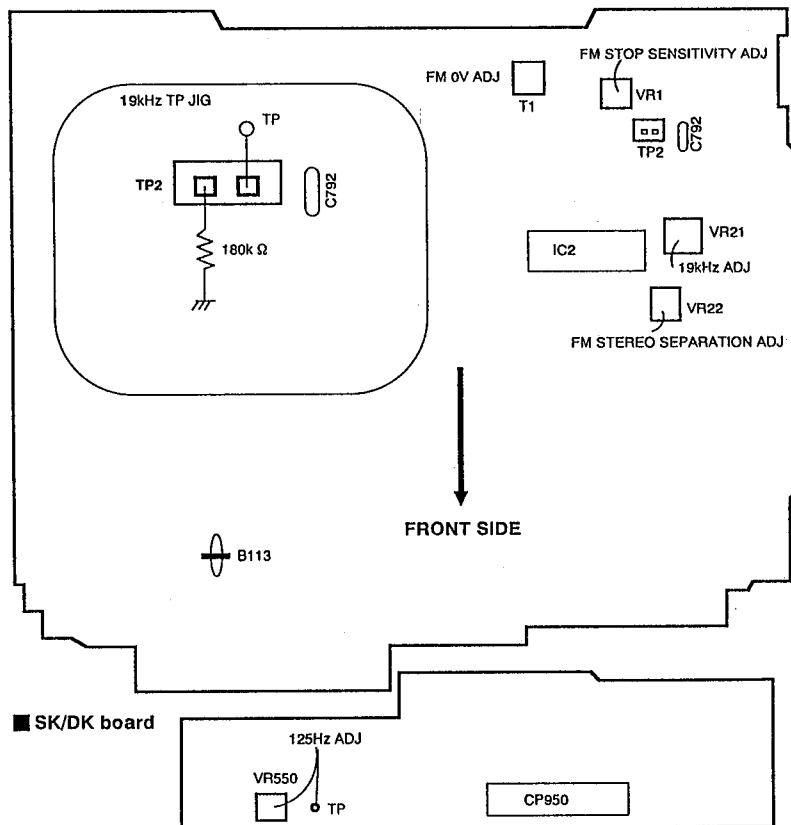 FM STOP SENSITIVITY ADJ
FM 0V ADJ
T1
VR1
TP2
C792
19kHz TP JIG
TP
TP2
C792
180k Ω
IC2
VR21
19kHz ADJ
VR22
FM STEREO SEPARATION ADJ
FRONT SIDE
B113
■ SK/DK board
125Hz ADJ
VR550
TP
CP950